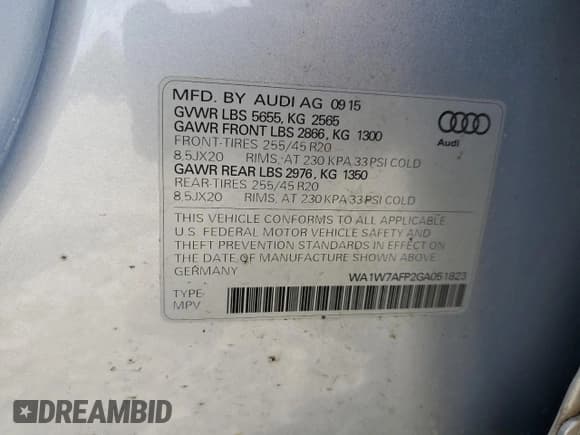 MFD. BY AUDI AG 09 15
GVWR LBS 5655, KG 2565
GAWR FRONT LBS 2866, KG 1300
FRONT-TIRES 255/45 R20
8,5JX20 RIMS, AT 230 KPA 33 PSI COLD
GAWR REAR LBS 2976, KG 1350
REAR-TIRES 255/45 R20
8,5JX20 RIMS, AT 230 KPA 33 PSI COLD
THIS VEHICLE CONFORMS TO ALL APPLICABLE
U.S. FEDERAL MOTOR VEHICLE SAFETY AND
THEFT PREVENTION STANDARDS IN EFFECT ON
THE DATE OF MANUFACTURE SHOWN ABOVE.
GERMANY
WA1W7AFP2GA051823
TYPE:
MPV
Audi
DREAMBID